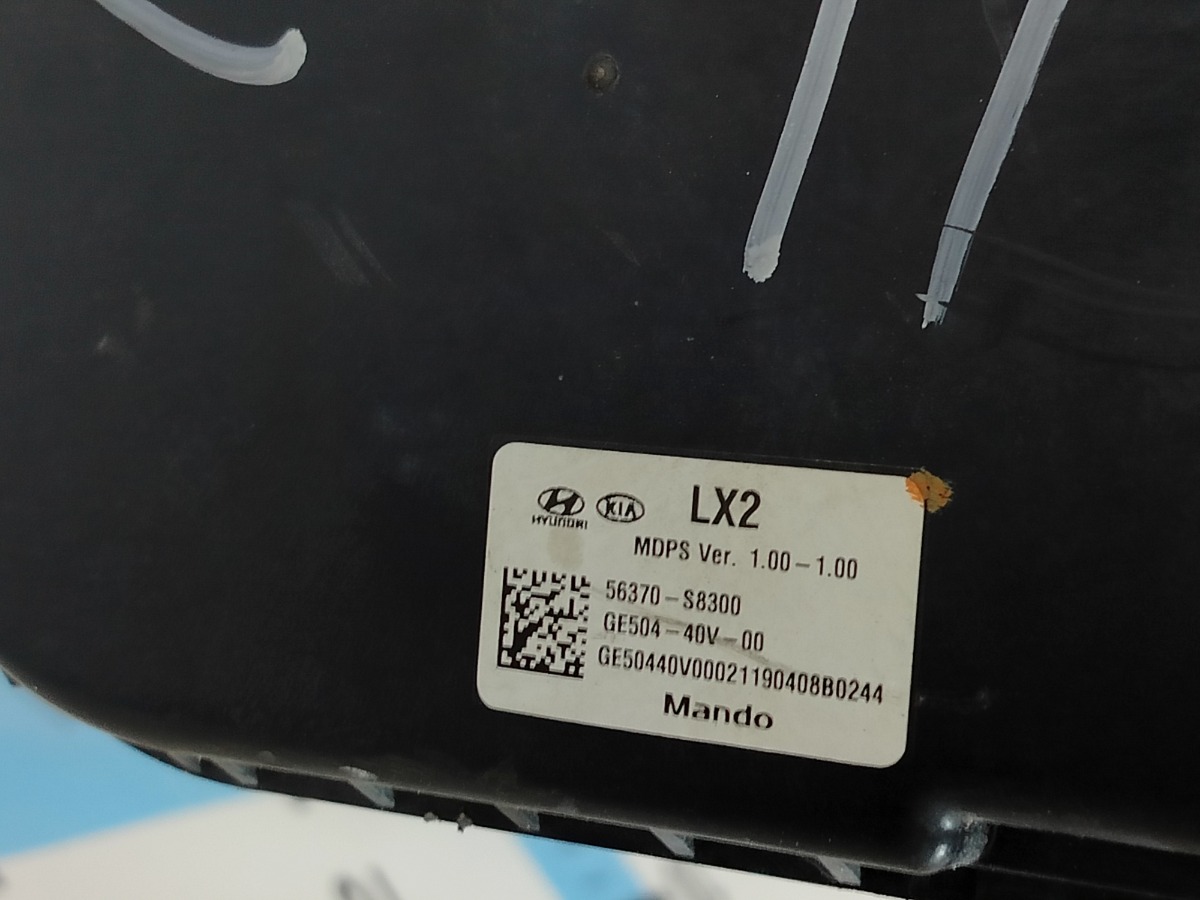 HYUNDAI KIA LX2
MDPS Ver. 1.00-1.00
56370-S8300
GE504-40V-00
GE50440V00021190408B0244
Mando